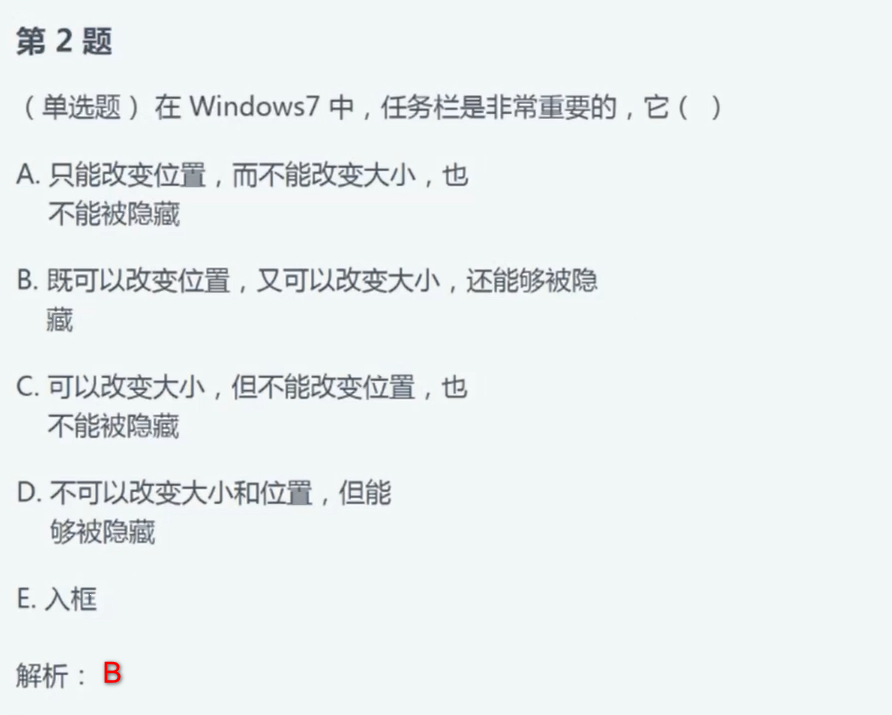 第 2 题
（单选题）在 Windows7 中，任务栏是非常重要的，它（ ）
A. 只能改变位置，而不能改变大小，也
不能被隐藏
B. 既可以改变位置，又可以改变大小，还能够被隐
藏
C. 可以改变大小，但不能改变位置，也
不能被隐藏
D. 不可以改变大小和位置，但能
够被隐藏
E. 入框
解析： B